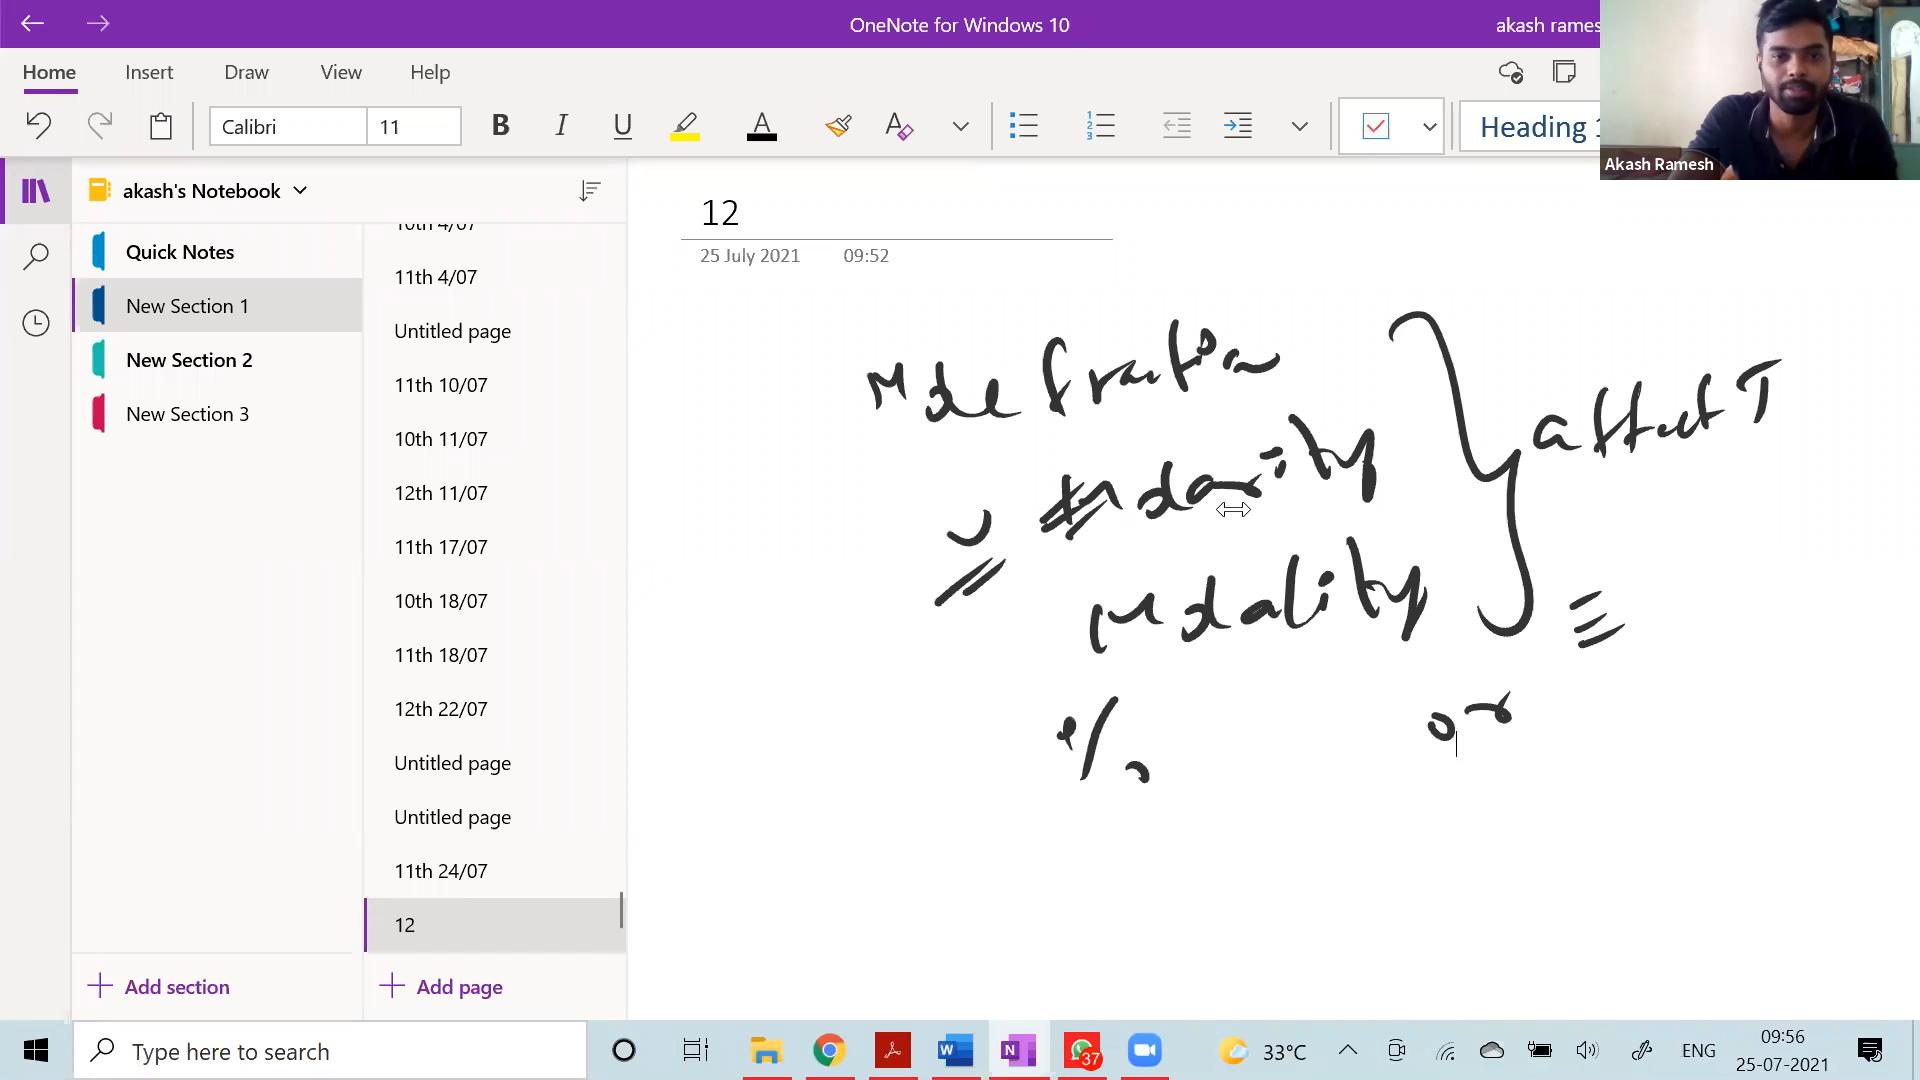 OneNote for Windows 10
akash rames
Home Insert Draw View Help
Calibri 11 B I U A A Heading 1
Akash Ramesh
akash's Notebook
Quick Notes
New Section 1
New Section 2
New Section 3
10th 4/07
11th 4/07
Untitled page
11th 10/07
10th 11/07
12th 11/07
11th 17/07
10th 18/07
11th 18/07
12th 22/07
Untitled page
Untitled page
11th 24/07
12
Add section
Add page
12
25 July 2021 09:52
Mole fraction
Molarity
Molality
affect T
%
or
Type here to search
37
33°C
ENG
09:56
25-07-2021